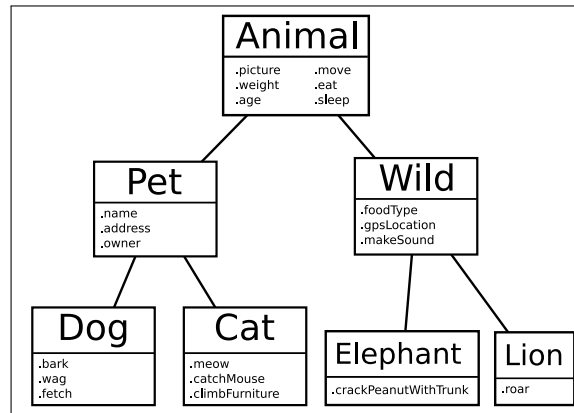 Animal
.picture .move
.weight .eat
.age .sleep
Pet
.name
.address
.owner
Wild
.foodType
.gpsLocation
.makeSound
Dog
.bark
.wag
.fetch
Cat
.meow
.catchMouse
.climbFurniture
Elephant
.crackPeanutWithTrunk
Lion
.roar